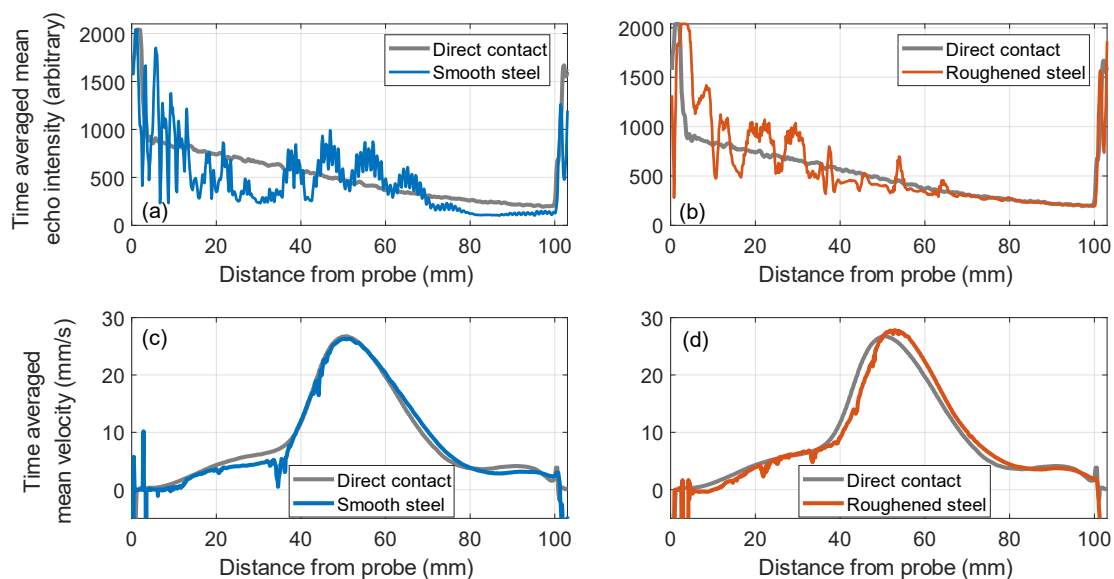 Time averaged mean
echo intensity (arbitrary)
2000
1500
1000
500
0
Direct contact
Smooth steel
(a)
0 20 40 60 80 100
Distance from probe (mm)
2000
1500
1000
500
0
Direct contact
Roughened steel
(b)
0 20 40 60 80 100
Distance from probe (mm)
Time averaged
mean velocity (mm/s)
30
20
10
0
(c)
Direct contact
Smooth steel
0 20 40 60 80 100
Distance from probe (mm)
30
20
10
0
(d)
Direct contact
Roughened steel
0 20 40 60 80 100
Distance from probe (mm)